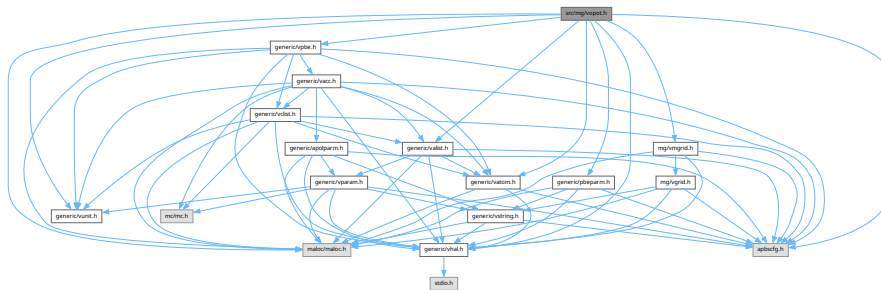 src/mg/vopot.h
generic/vpbe.h
generic/vacc.h
generic/vclist.h
generic/apolparm.h
generic/valist.h
mg/vmgrid.h
generic/vparam.h
generic/vatom.h
generic/pbeparm.h
mg/vgrid.h
generic/vunit.h
mc/mc.h
generic/vstring.h
maloc/maloc.h
generic/vhal.h
apbscfg.h
stdio.h